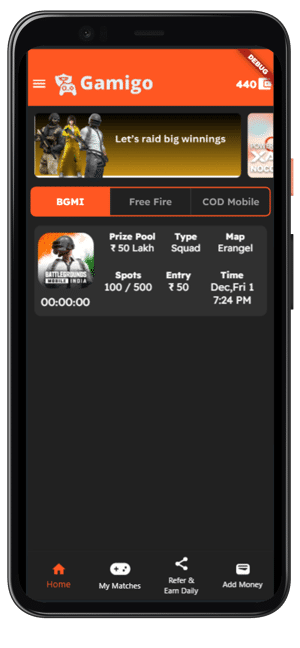 DEBUG
Gamigo
440
Let's raid big winnings
BGMI
Free Fire
COD Mobile
Prize Pool
₹ 50 Lakh
Type
Squad
Map
Erangel
BATTLEGROUNDS
MOBILE INDIA
00:00:00
Spots
100 / 500
Entry
₹ 50
Time
Dec,Fri 1
7:24 PM
Home
My Matches
Refer &
Earn Daily
Add Money